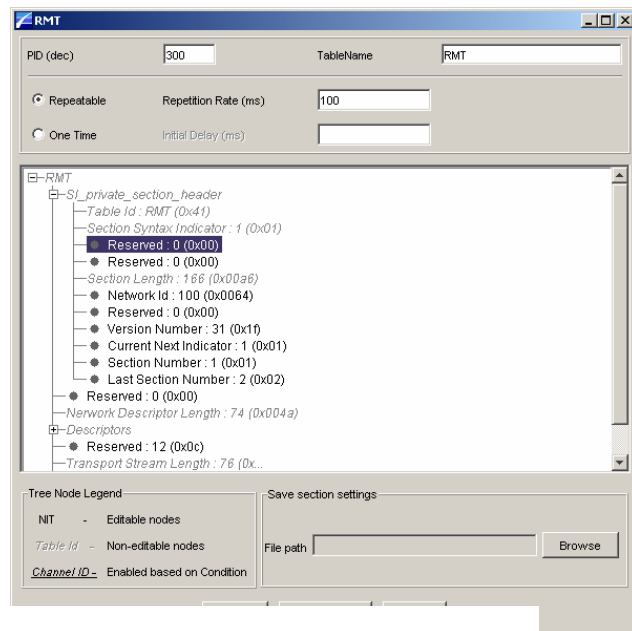 RMT
PID (dec) 300 TableName RMT
Repeatable Repetition Rate (ms) 100
One Time Initial Delay (ms)
RMT
SI_private_section_header
Table Id : RMT (0x41)
Section Syntax Indicator : 1 (0x01)
Reserved : 0 (0x00)
Reserved : 0 (0x00)
Section Length : 166 (0x00a6)
Network Id : 100 (0x0064)
Reserved : 0 (0x00)
Version Number : 31 (0x1f)
Current Next Indicator : 1 (0x01)
Section Number : 1 (0x01)
Last Section Number : 2 (0x02)
Reserved : 0 (0x00)
Nerwork Descriptor Length : 74 (0x004a)
Descriptors
Reserved : 12 (0x0c)
Transport Stream Length : 76 (0x...
Tree Node Legend
NIT - Editable nodes
Table Id - Non-editable nodes
Channel ID - Enabled based on Condition
Save section settings
File path Browse